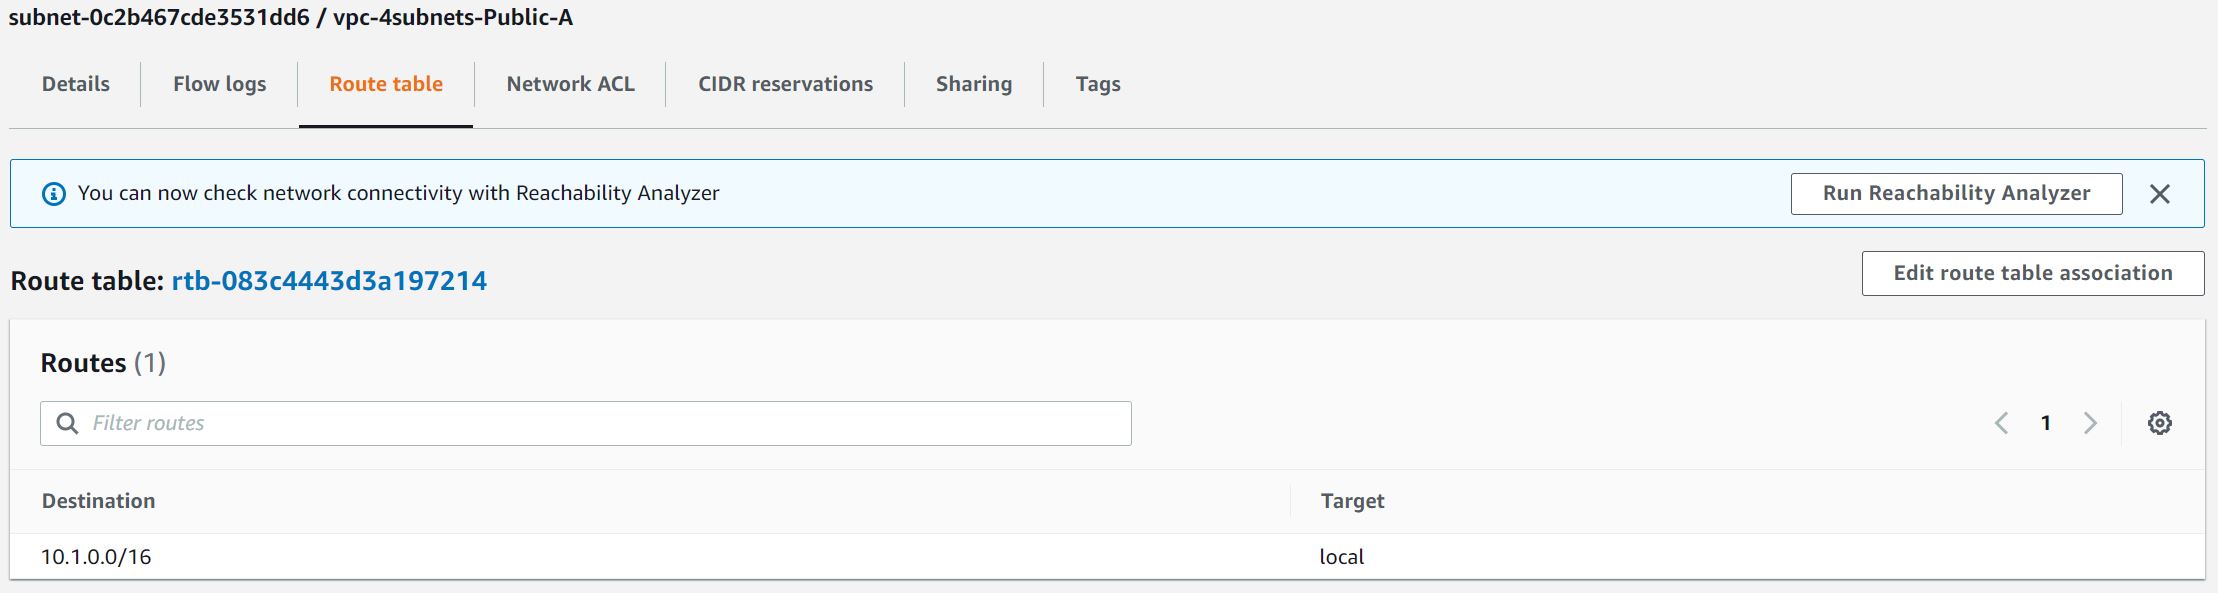 subnet-0c2b467cde3531dd6 / vpc-4subnets-Public-A
Details Flow logs Route table Network ACL CIDR reservations Sharing Tags
You can now check network connectivity with Reachability Analyzer Run Reachability Analyzer
Route table: rtb-083c4443d3a197214 Edit route table association
Routes (1)
Filter routes 1
Destination Target
10.1.0.0/16 local